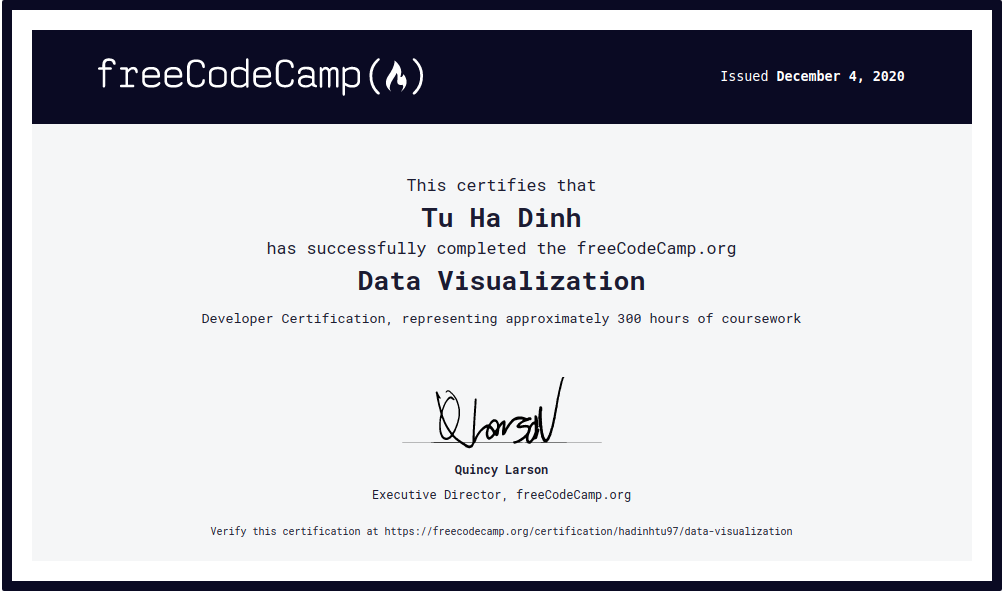 freeCodeCamp(🔥)
Issued December 4, 2020
This certifies that
Tu Ha Dinh
has successfully completed the freeCodeCamp.org
Data Visualization
Developer Certification, representing approximately 300 hours of coursework
QLarson
Quincy Larson
Executive Director, freeCodeCamp.org
Verify this certification at https://freecodecamp.org/certification/hadinhtu97/data-visualization